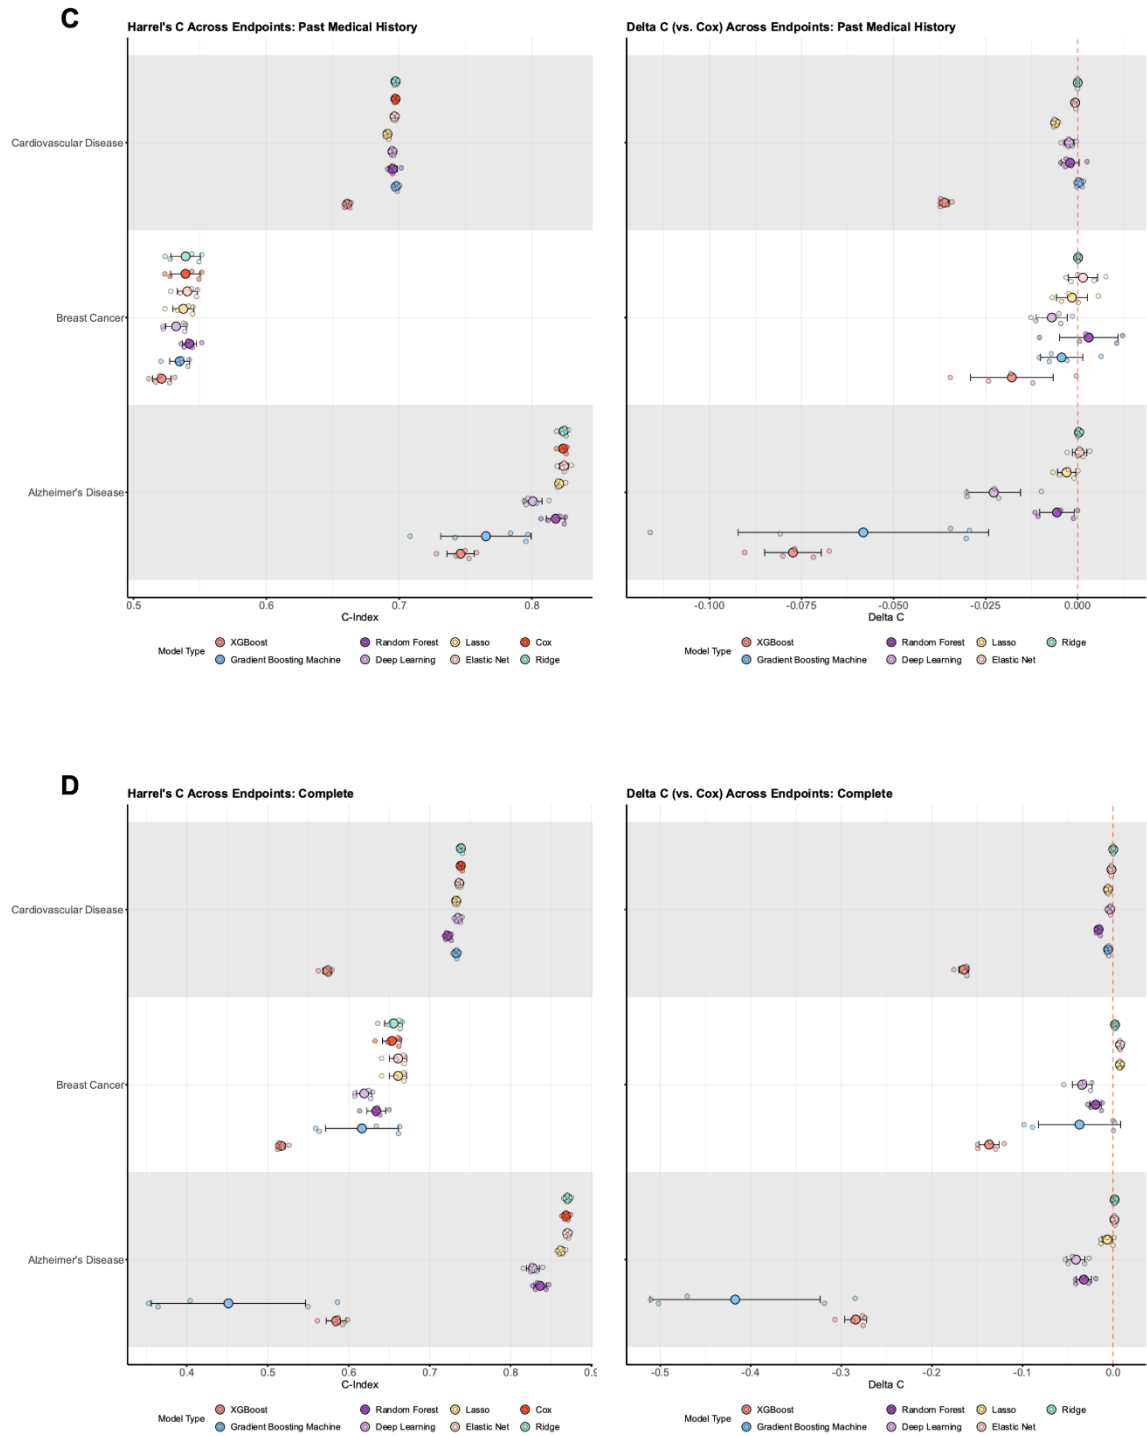 C
Harrel's C Across Endpoints: Past Medical History
Delta C (vs. Cox) Across Endpoints: Past Medical History
Cardiovascular Disease
Breast Cancer
Alzheimer's Disease
0.5 0.6 0.7 0.8
C-Index
-0.100 -0.075 -0.050 -0.025 0.000
Delta C
Model Type XGBoost Random Forest Lasso Cox
Gradient Boosting Machine Deep Learning Elastic Net Ridge
Model Type XGBoost Random Forest Lasso Ridge
Gradient Boosting Machine Deep Learning Elastic Net
D
Harrel's C Across Endpoints: Complete
Delta C (vs. Cox) Across Endpoints: Complete
Cardiovascular Disease
Breast Cancer
Alzheimer's Disease
0.4 0.5 0.6 0.7 0.8 0.9
C-Index
-0.5 -0.4 -0.3 -0.2 -0.1 0.0
Delta C
Model Type XGBoost Random Forest Lasso Cox
Gradient Boosting Machine Deep Learning Elastic Net Ridge
Model Type XGBoost Random Forest Lasso Ridge
Gradient Boosting Machine Deep Learning Elastic Net